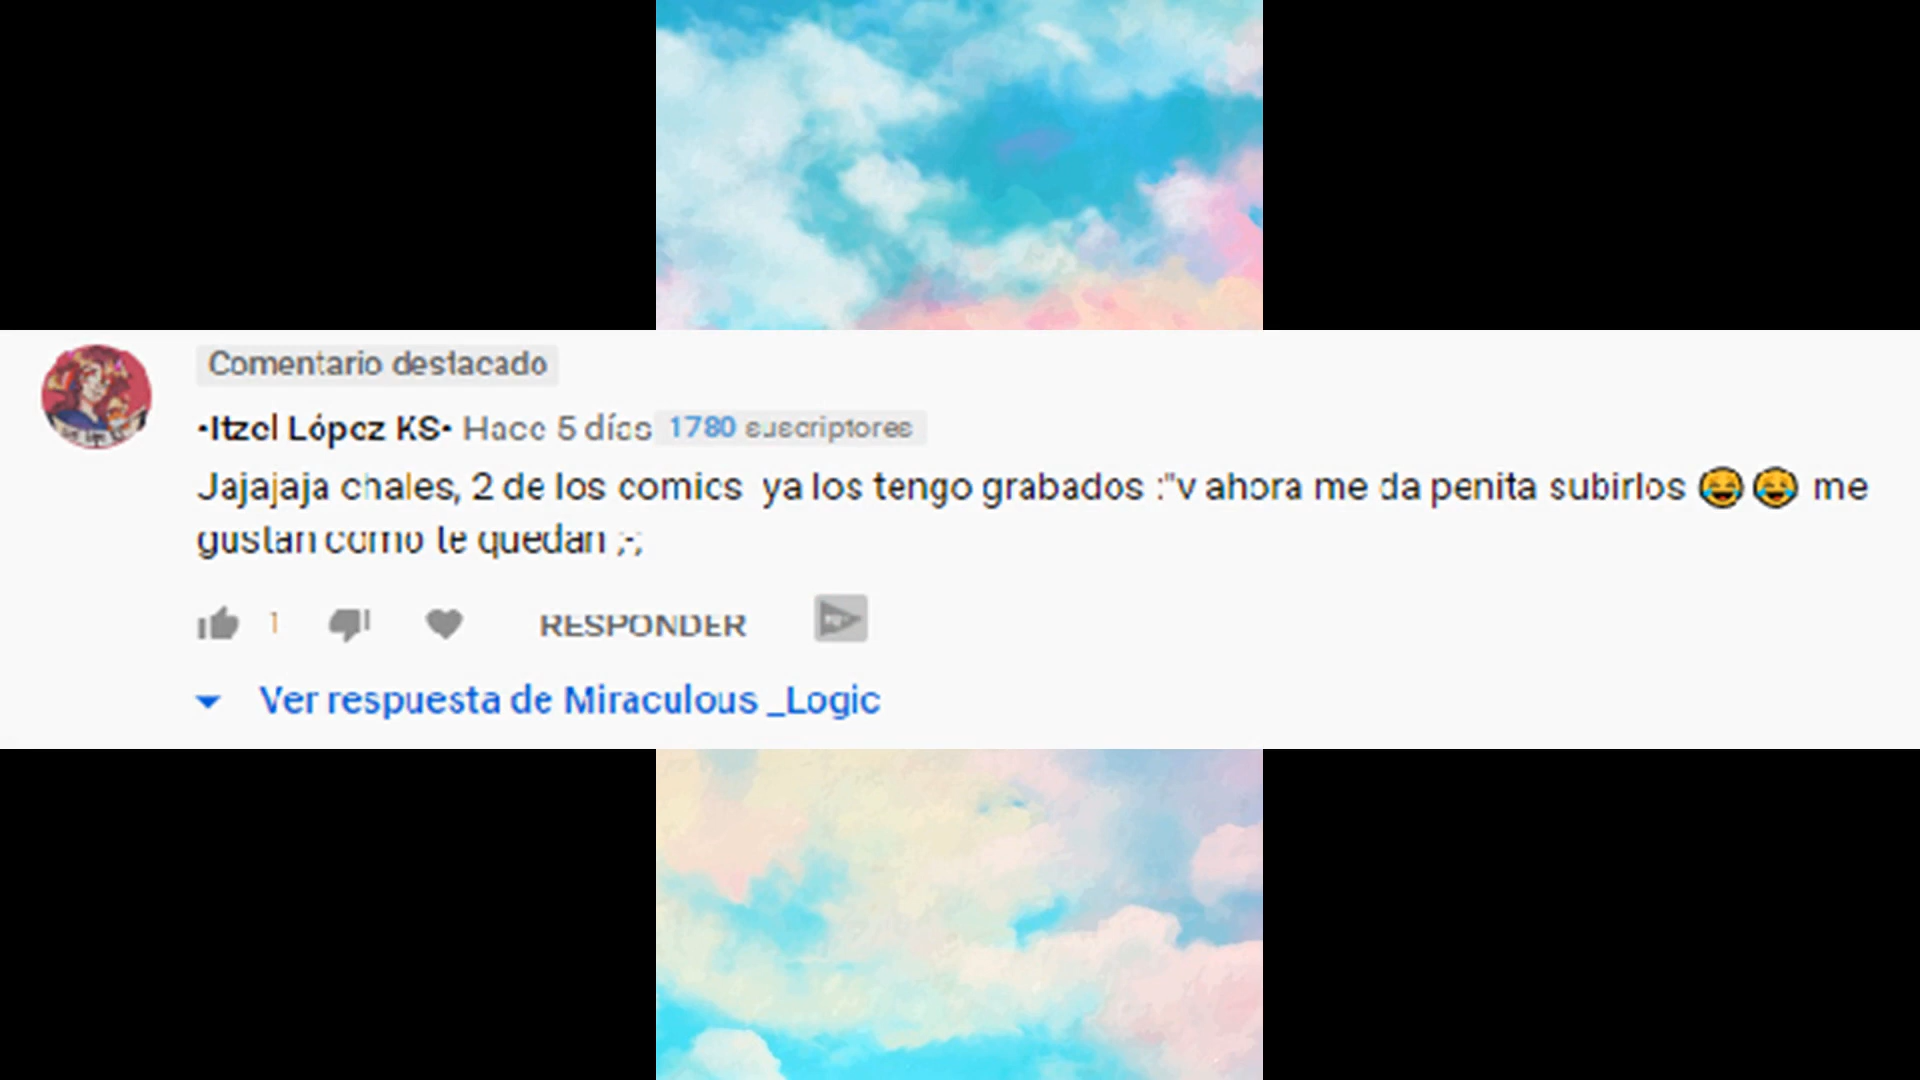 Comentario destacado
•Itzel López KS• Hace 5 días 1780 suscriptores
Jajajaja chales, 2 de los comics ya los tengo grabados :"v ahora me da penita subirlos 😂😂 me
gustan como te quedan ;-;
1 RESPONDER
Ver respuesta de Miraculous _Logic